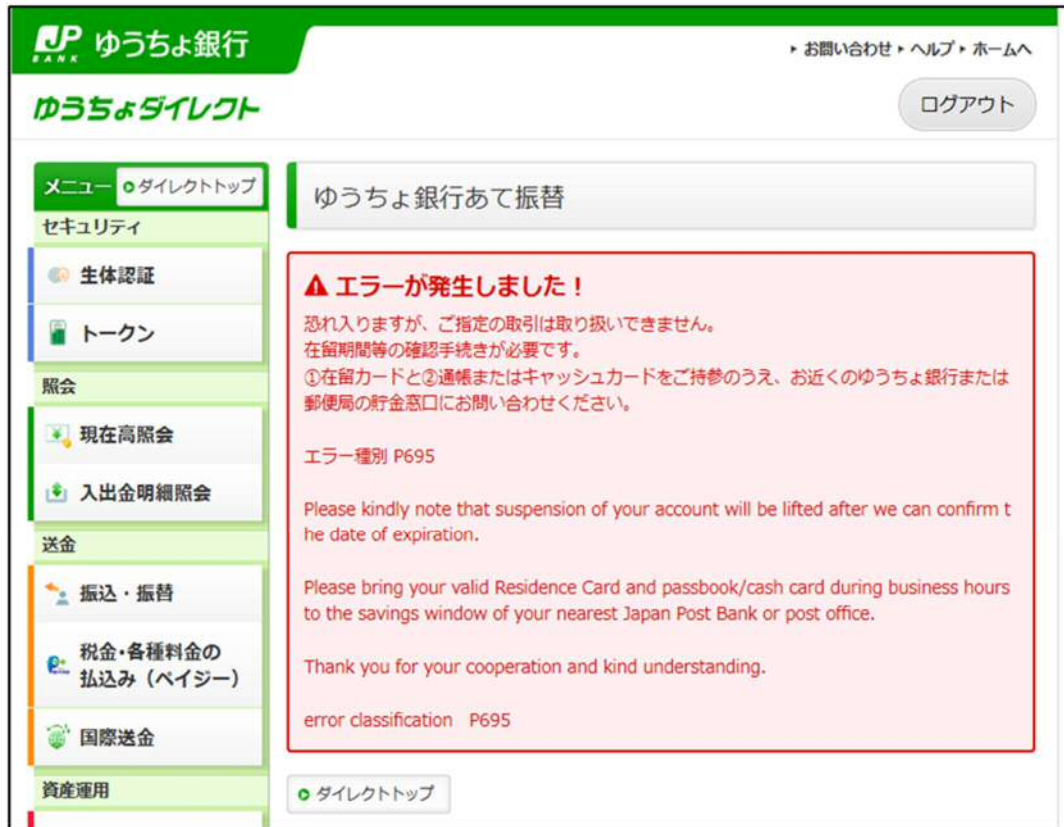 JP BANK ゆうちょ銀行
お問い合わせ ヘルプ ホームへ
ゆうちょダイレクト
ログアウト
メニュー ダイレクトトップ
セキュリティ
生体認証
トークン
照会
現在高照会
入出金明細照会
送金
振込・振替
税金・各種料金の
払込み（ペイジー）
国際送金
資産運用
ゆうちょ銀行あて振替
エラーが発生しました！
恐れ入りますが、ご指定の取引は取り扱いできません。
在留期間等の確認手続きが必要です。
①在留カードと②通帳またはキャッシュカードをご持参のうえ、お近くのゆうちょ銀行または
郵便局の貯金窓口にお問い合わせください。
エラー種別 P695
Please kindly note that suspension of your account will be lifted after we can confirm t
he date of expiration.
Please bring your valid Residence Card and passbook/cash card during business hours
to the savings window of your nearest Japan Post Bank or post office.
Thank you for your cooperation and kind understanding.
error classification P695
ダイレクトトップ